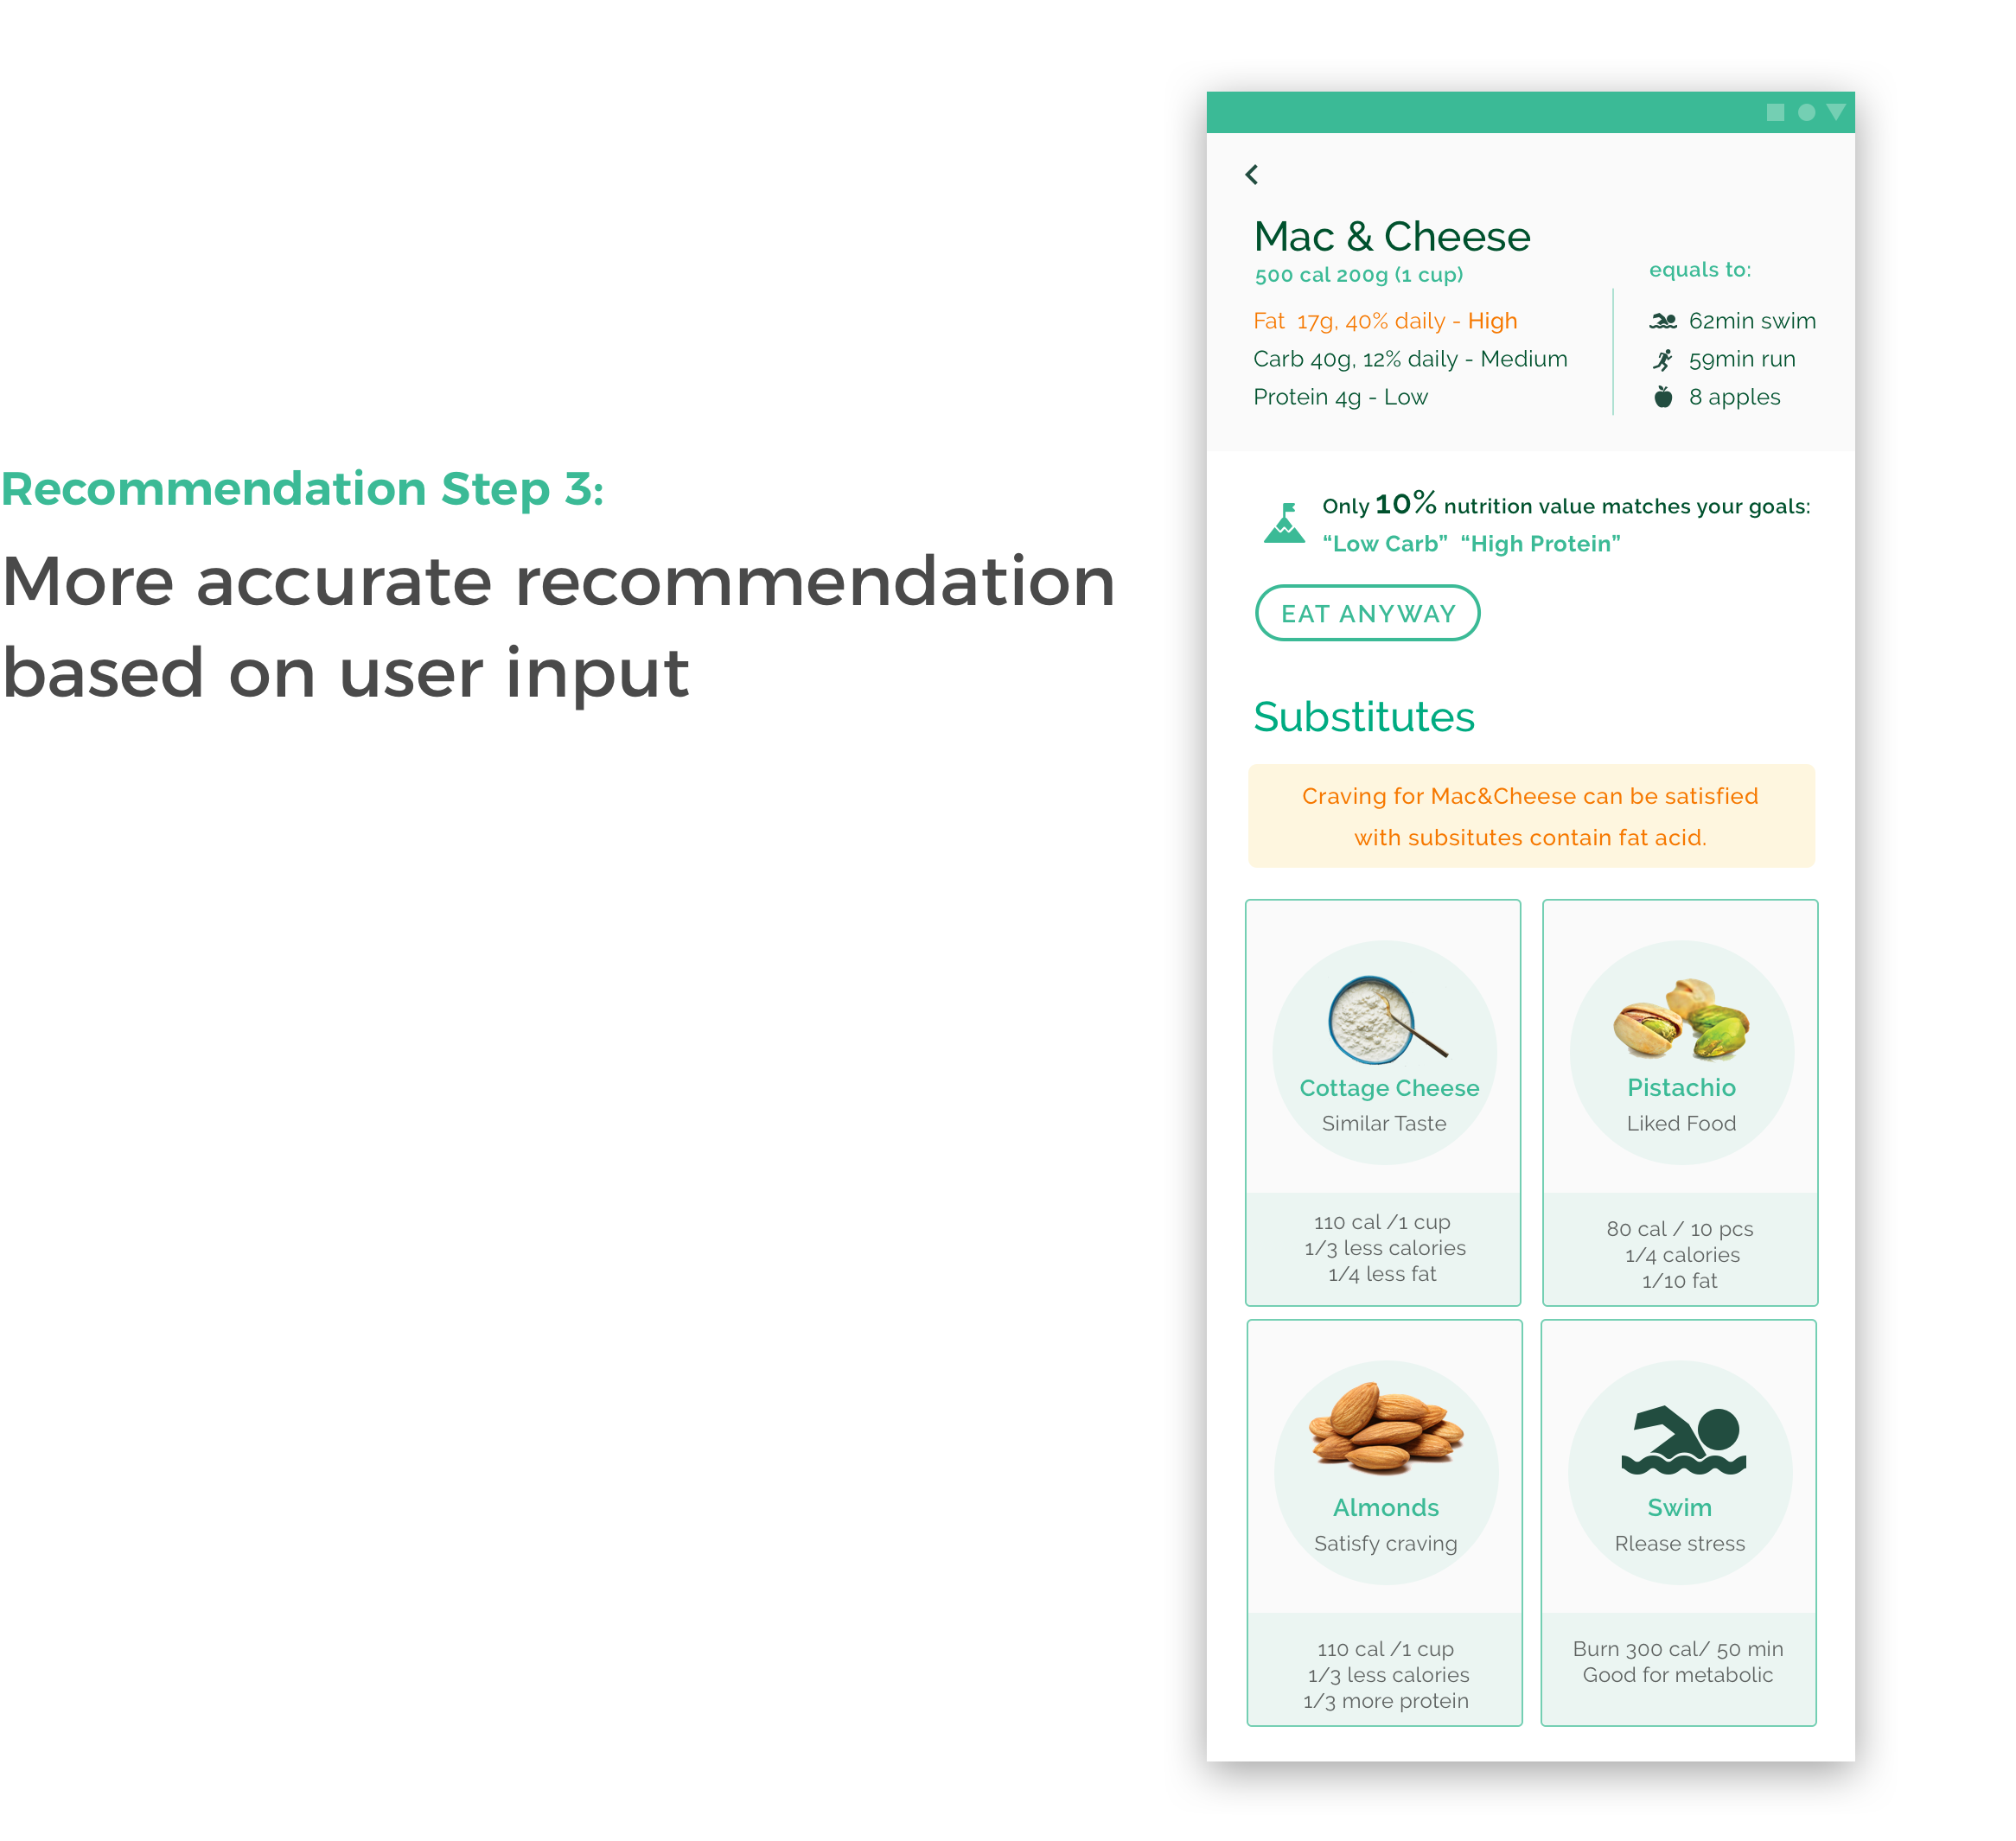 Recommendation Step 3:
More accurate recommendation
based on user input
Mac & Cheese
500 cal 200g (1 cup)
Fat 17g, 40% daily - High
Carb 40g, 12% daily - Medium
Protein 4g - Low
equals to:
62min swim
59min run
8 apples
Only 10% nutrition value matches your goals:
“Low Carb” “High Protein”
EAT ANYWAY
Substitutes
Craving for Mac&Cheese can be satisfied
with subsitutes contain fat acid.
Cottage Cheese
Similar Taste
110 cal /1 cup
1/3 less calories
1/4 less fat
Pistachio
Liked Food
80 cal / 10 pcs
1/4 calories
1/10 fat
Almonds
Satisfy craving
110 cal /1 cup
1/3 less calories
1/3 more protein
Swim
Rlease stress
Burn 300 cal/ 50 min
Good for metabolic